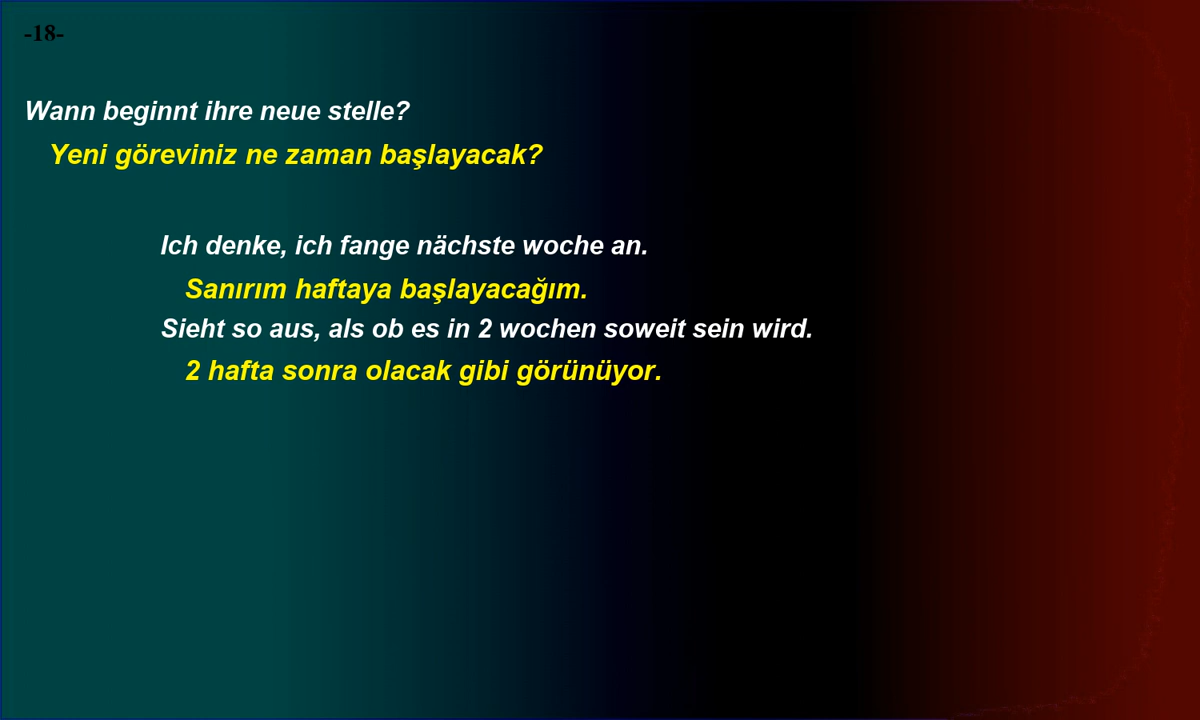 -18-
Wann beginnt ihre neue stelle?
Yeni göreviniz ne zaman başlayacak?
Ich denke, ich fange nächste woche an.
Sanırım haftaya başlayacağım.
Sieht so aus, als ob es in 2 wochen soweit sein wird.
2 hafta sonra olacak gibi görünüyor.